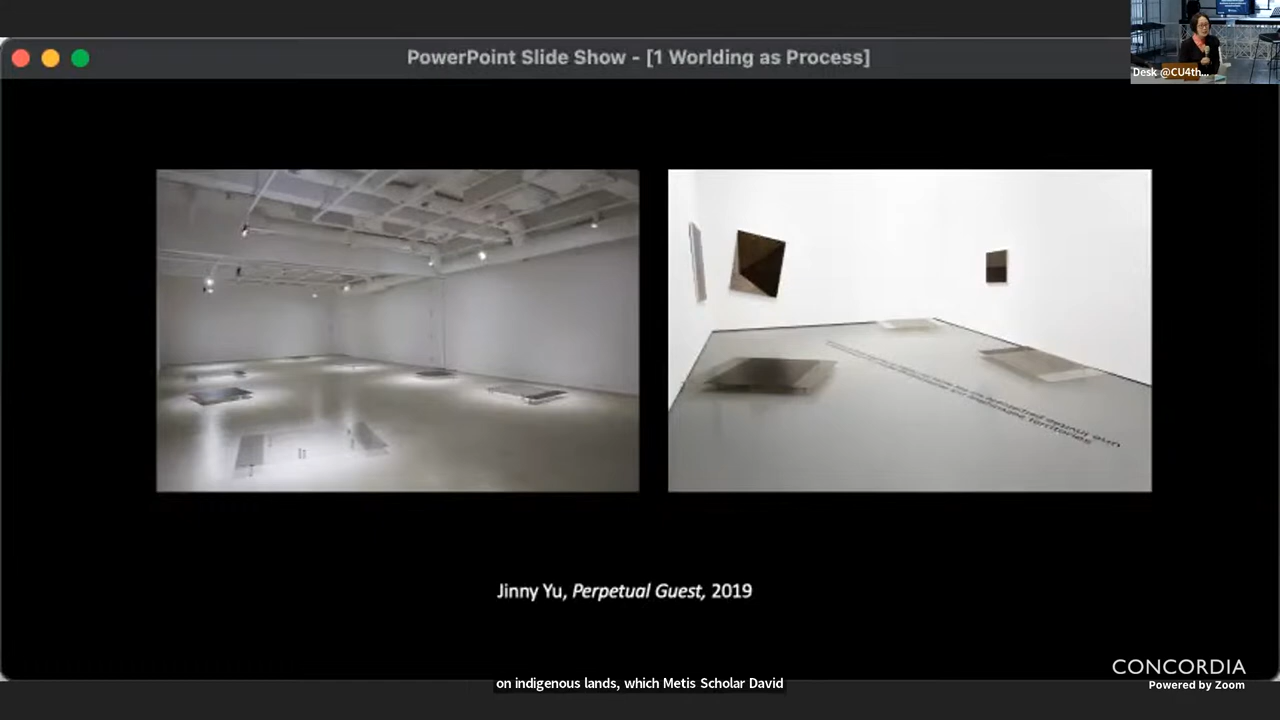 PowerPoint Slide Show - [1 Worlding as Process]
Desk @CU4th...
Jinny Yu, Perpetual Guest, 2019
CONCORDIA
on indigenous lands, which Metis Scholar David
Powered by Zoom